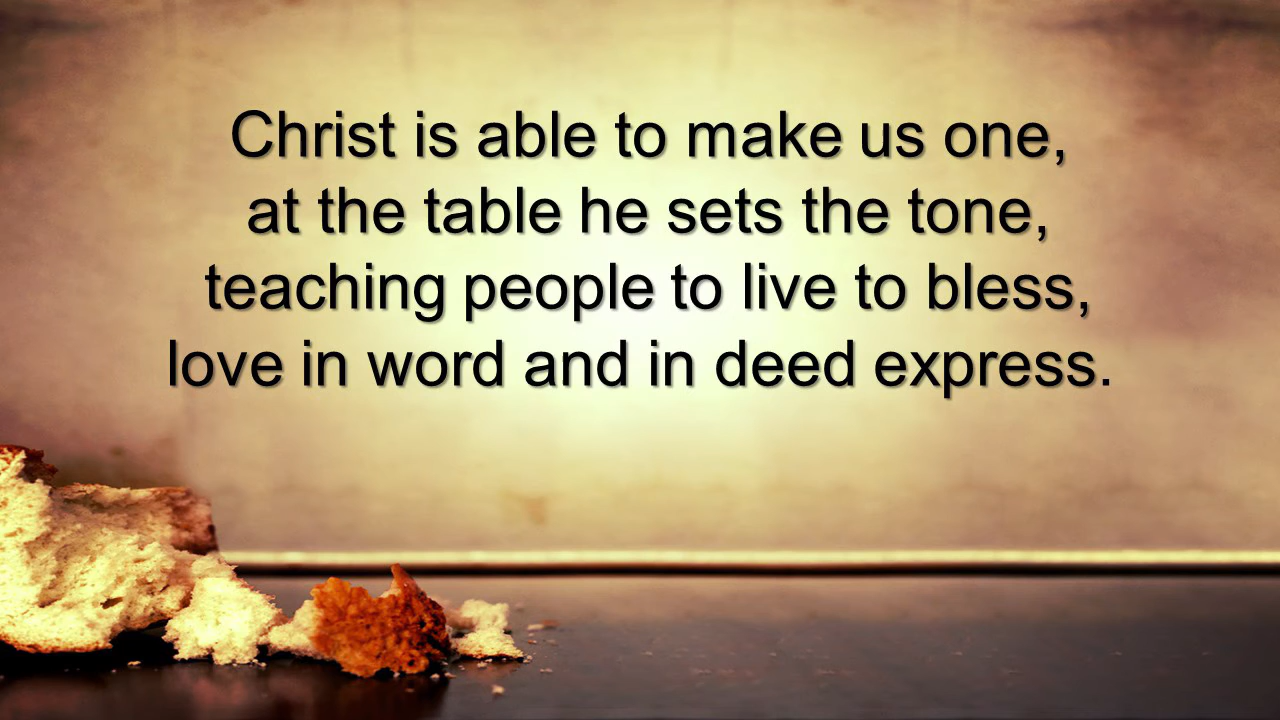 Christ is able to make us one,
at the table he sets the tone,
teaching people to live to bless,
love in word and in deed express.